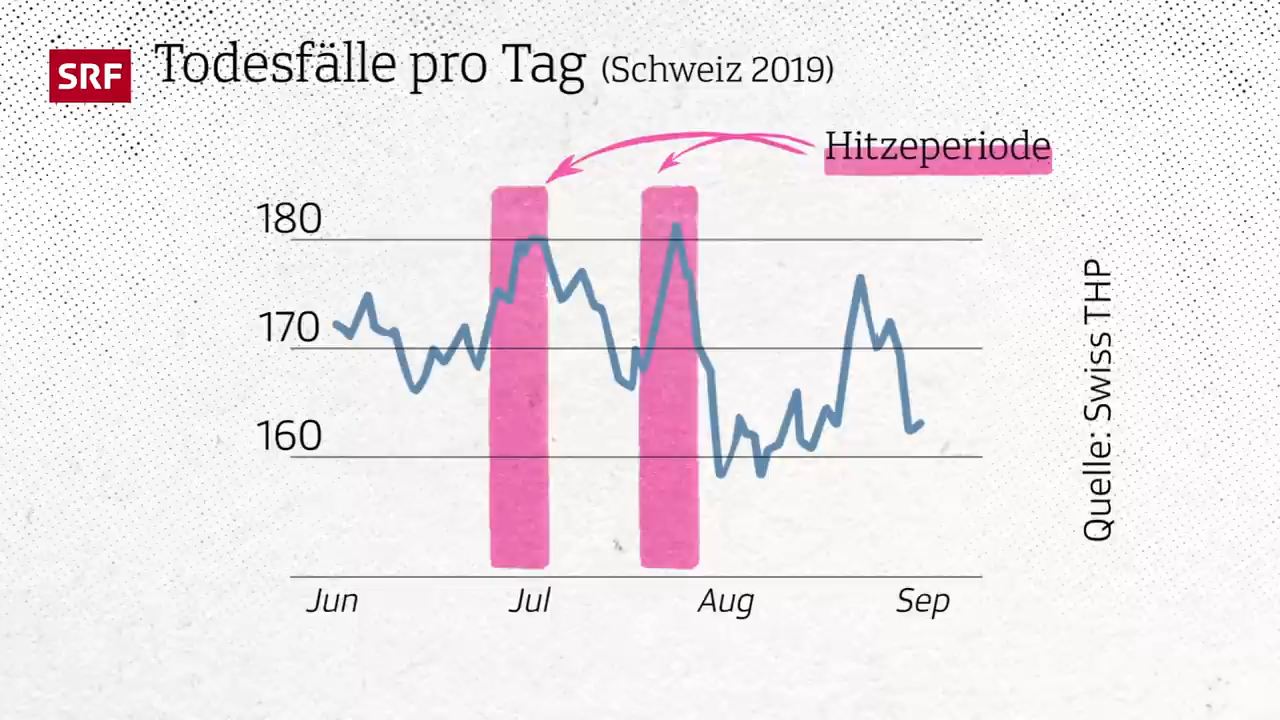 SRF
Todesfälle pro Tag (Schweiz 2019)
Hitzeperiode
180
170
160
Jun Jul Aug Sep
Quelle: Swiss THP